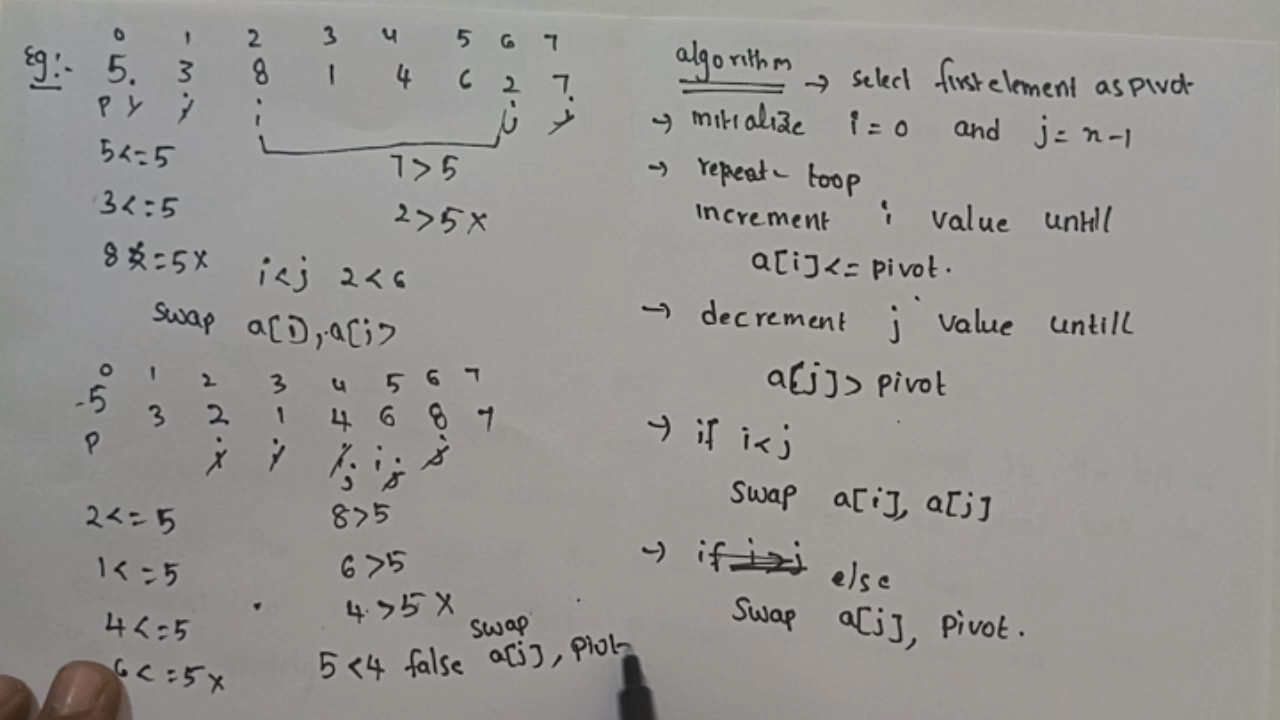 Eg:-
0 1 2 3 4 5 6 7
5. 3 8 1 4 6 2 7
P i i i j j
5<=5
7>5
3<=5
2>5 x
8<=5 x
i<j 2<6
Swap a[i], a[j]
0 1 2 3 4 5 6 7
5 3 2 1 4 6 8 7
P i i i j i j j
2<=5
8>5
1<=5
6>5
4<=5
4>5 x
6<=5 x
5<4 false
swap
a[j], piot
algorithm → select first element as pivot
→ initialize i=0 and j=n-1
→ repeat loop
increment i value untill
a[i]<= pivot.
→ decrement j value untill
a[j]> pivot
→ if i<j
Swap a[i], a[j]
→ if i>j else
Swap a[j], Pivot.